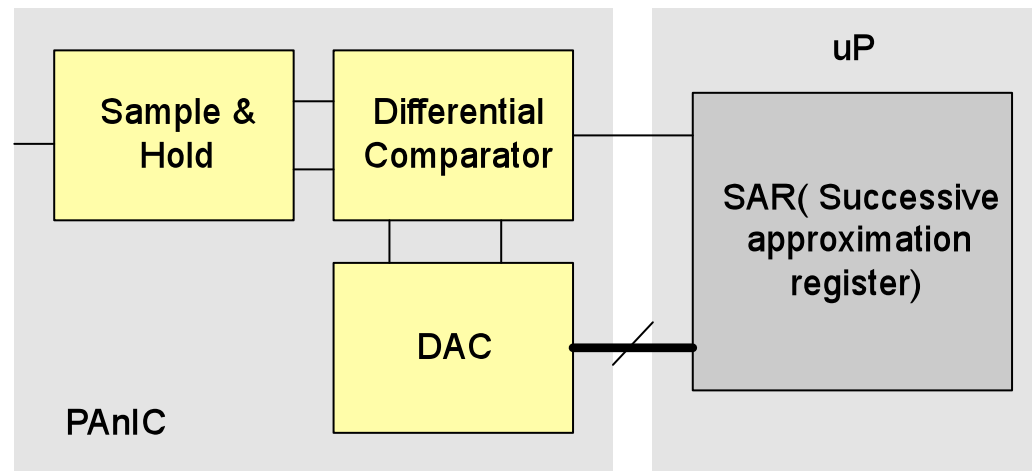 uP
Sample &
Hold
Differential
Comparator
SAR( Successive
approximation
register)
DAC
PAnIC